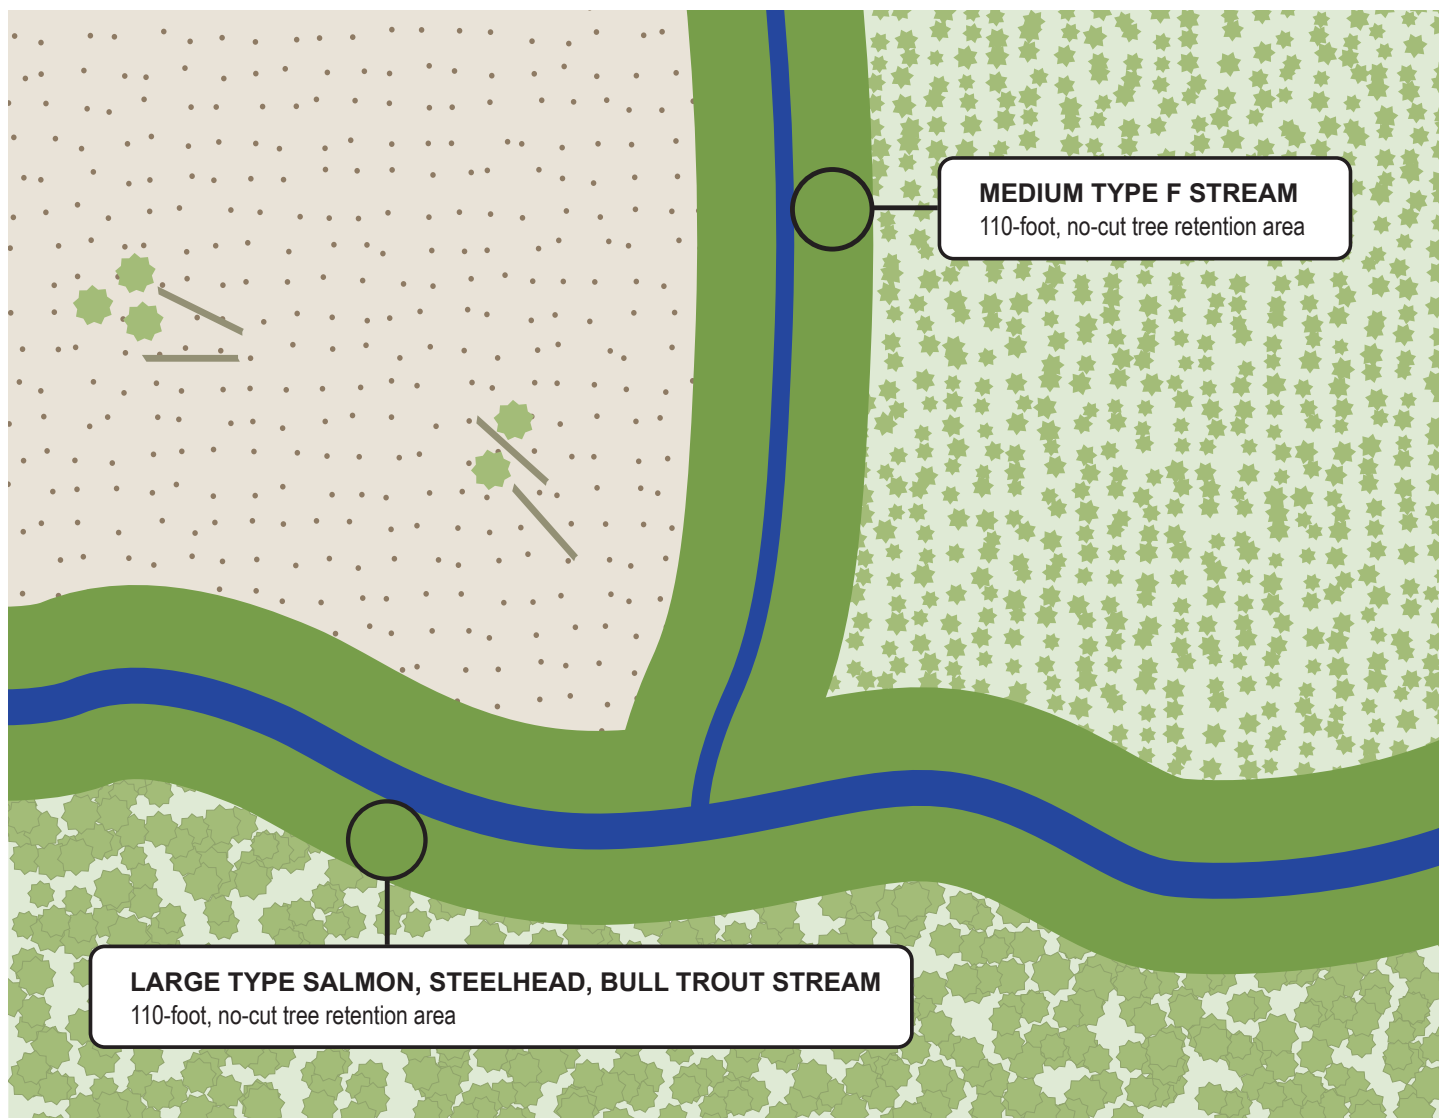 MEDIUM TYPE F STREAM
110-foot, no-cut tree retention area
LARGE TYPE SALMON, STEELHEAD, BULL TROUT STREAM
110-foot, no-cut tree retention area